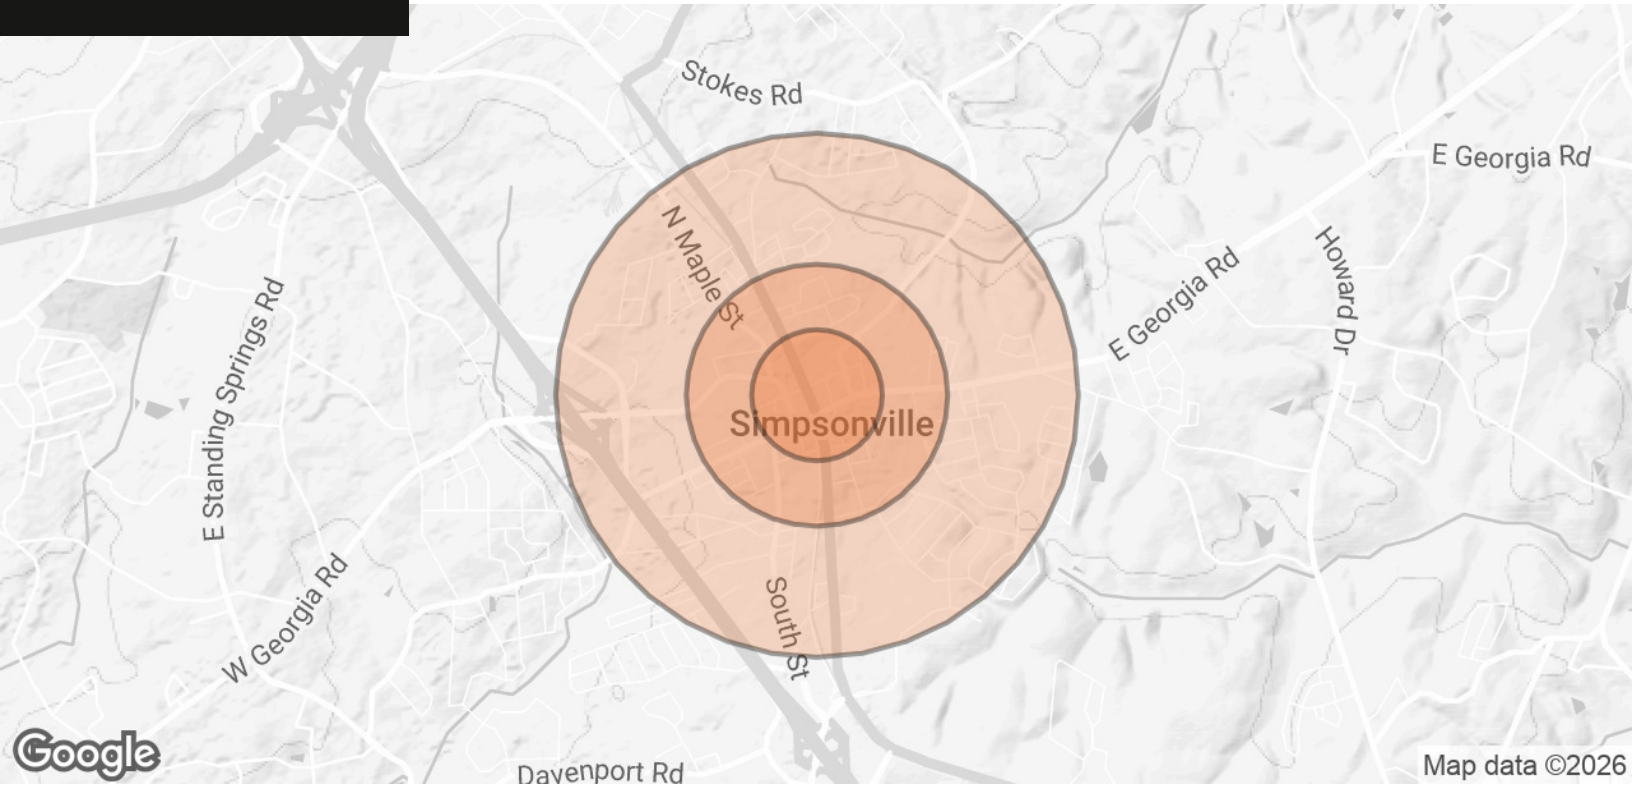 Stokes Rd
E Georgia Rd
N Maple St
Howard Dr
E Georgia Rd
E Standing Springs Rd
Simpsonville
W Georgia Rd
South St
Google
Davenport Rd
Map data ©2026